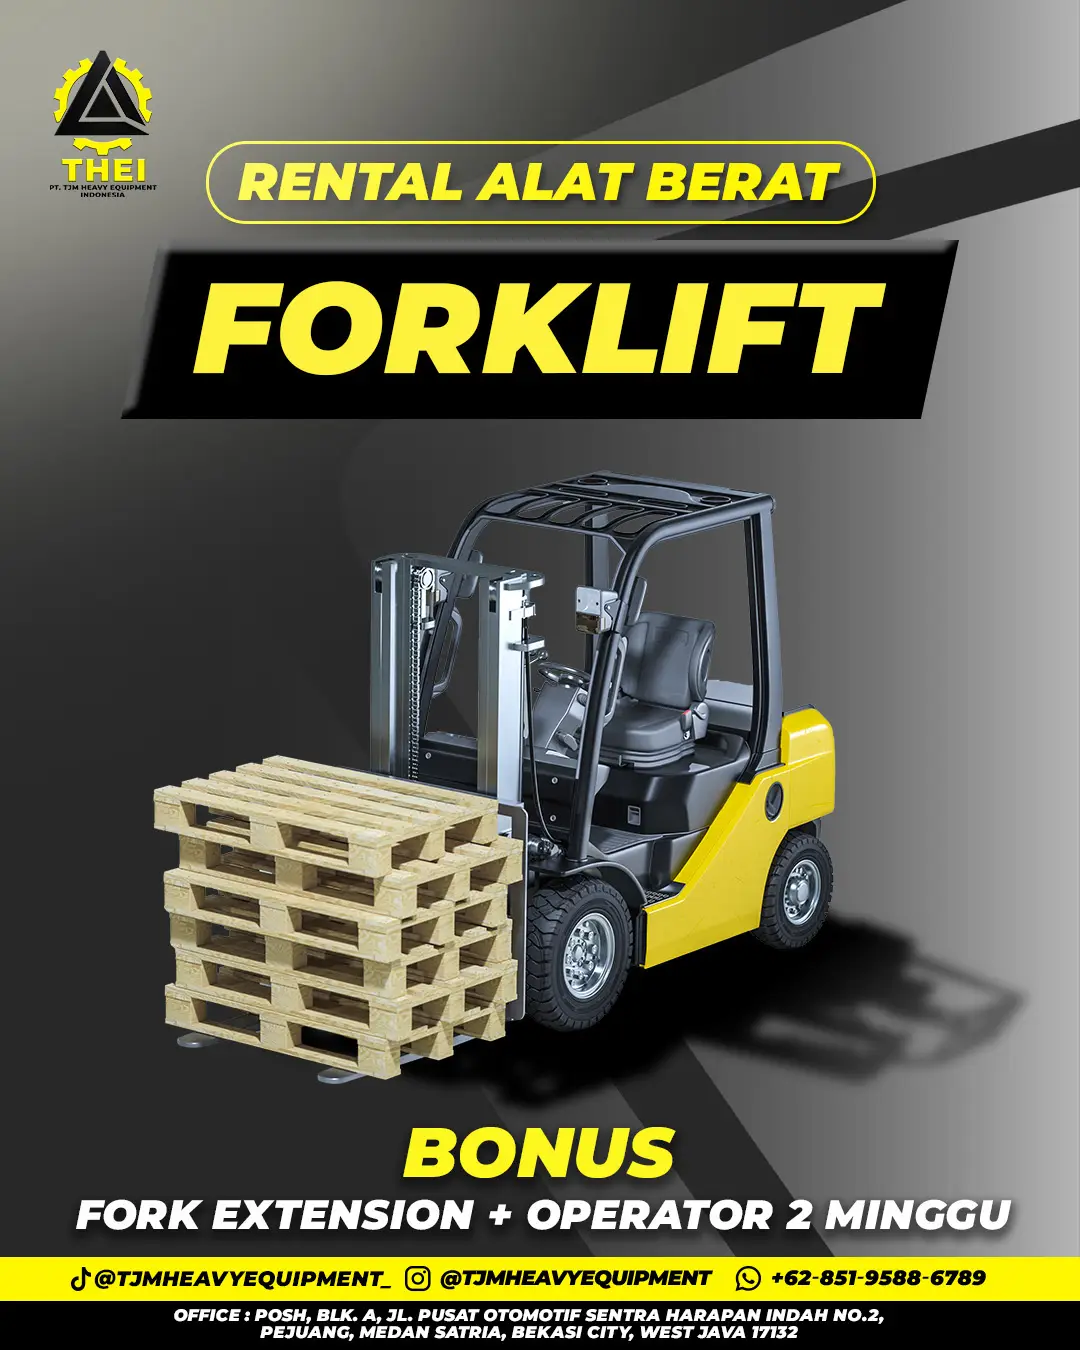 THEI
PT. TJM HEAVY EQUIPMENT
INDONESIA
RENTAL ALAT BERAT
FORKLIFT
BONUS
FORK EXTENSION + OPERATOR 2 MINGGU
@TJMHEAVYEQUIPMENT_ @TJMHEAVYEQUIPMENT +62-851-9588-6789
OFFICE : POSH, BLK. A, JL. PUSAT OTOMOTIF SENTRA HARAPAN INDAH NO.2,
PEJUANG, MEDAN SATRIA, BEKASI CITY, WEST JAVA 17132